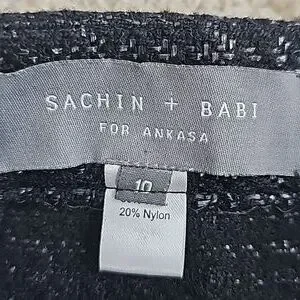 SACHIN + BABI
FOR ANKASA
10
20% Nylon